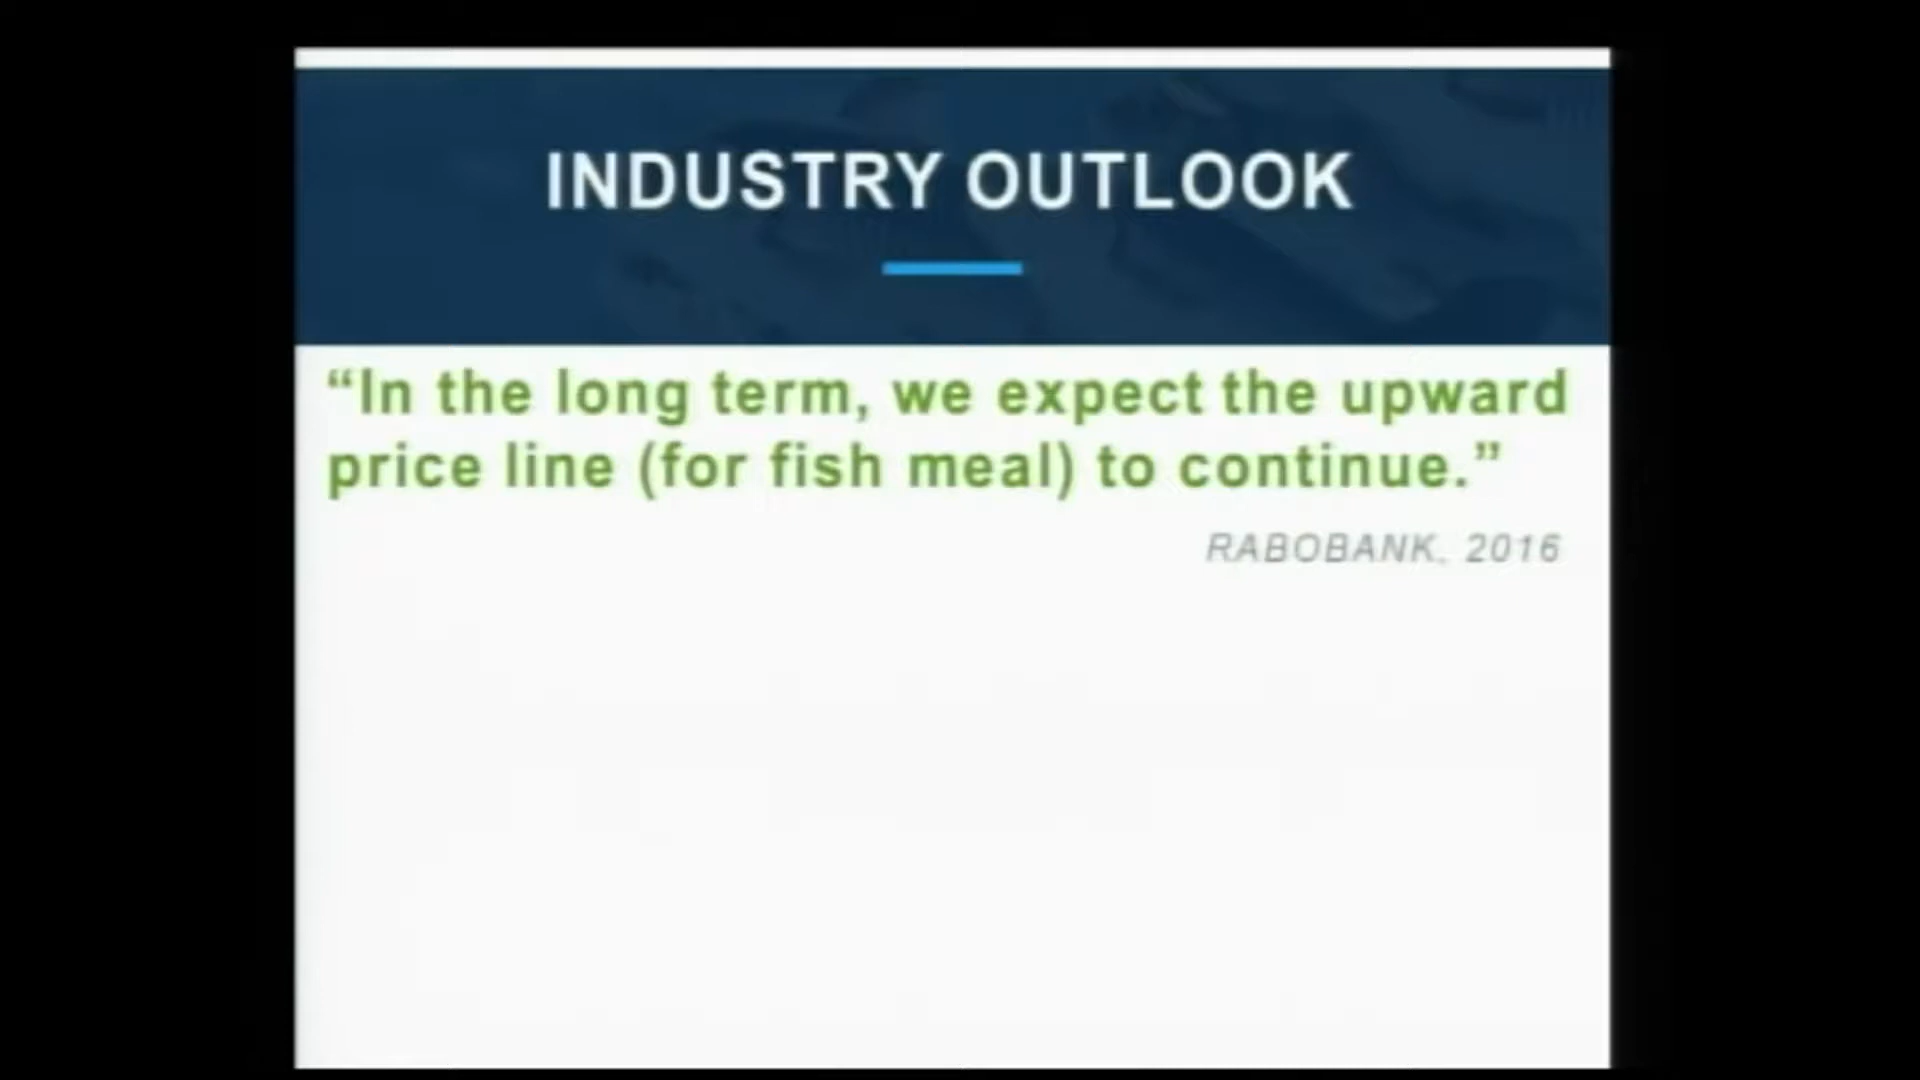 INDUSTRY OUTLOOK
“In the long term, we expect the upward
price line (for fish meal) to continue.”
RABOBANK, 2016